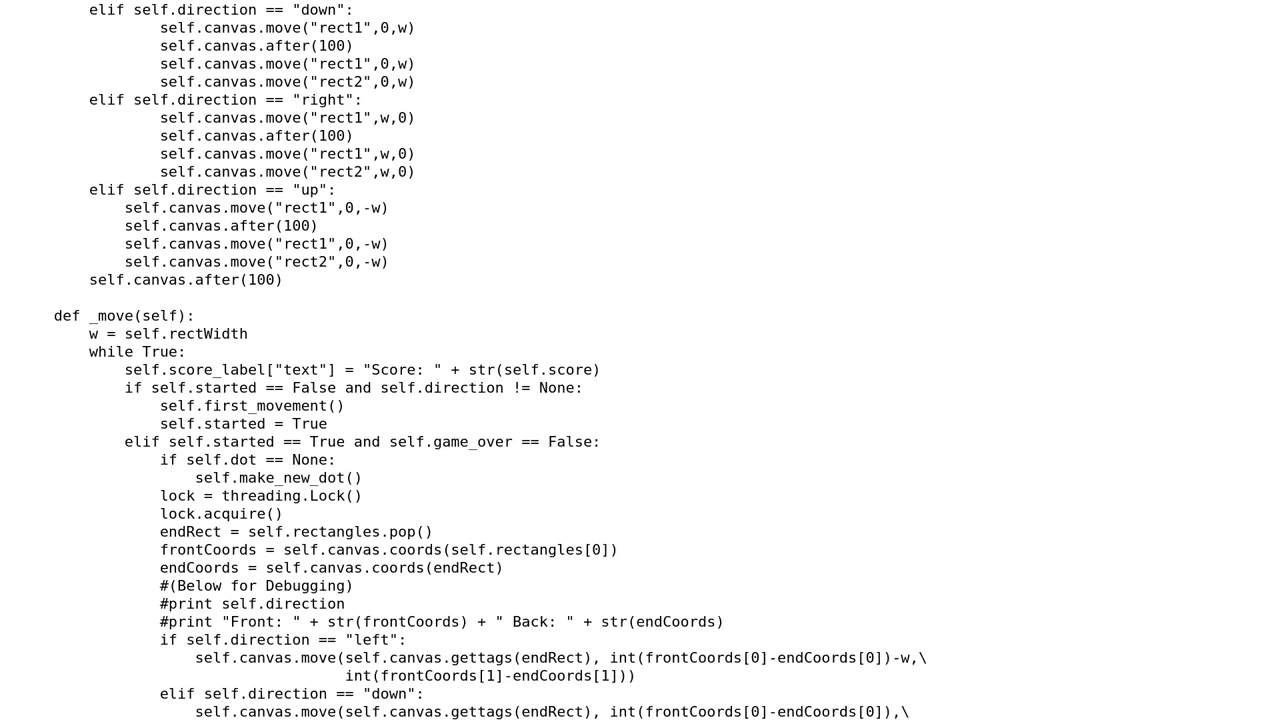 elif self.direction == "down":
self.canvas.move("rect1",0,w)
self.canvas.after(100)
self.canvas.move("rect1",0,w)
self.canvas.move("rect2",0,w)
elif self.direction == "right":
self.canvas.move("rect1",w,0)
self.canvas.after(100)
self.canvas.move("rect1",w,0)
self.canvas.move("rect2",w,0)
elif self.direction == "up":
self.canvas.move("rect1",0,-w)
self.canvas.after(100)
self.canvas.move("rect1",0,-w)
self.canvas.move("rect2",0,-w)
self.canvas.after(100)
def _move(self):
w = self.rectWidth
while True:
self.score_label["text"] = "Score: " + str(self.score)
if self.started == False and self.direction != None:
self.first_movement()
self.started = True
elif self.started == True and self.game_over == False:
if self.dot == None:
self.make_new_dot()
lock = threading.Lock()
lock.acquire()
endRect = self.rectangles.pop()
frontCoords = self.canvas.coords(self.rectangles[0])
endCoords = self.canvas.coords(endRect)
#(Below for Debugging)
#print self.direction
#print "Front: " + str(frontCoords) + " Back: " + str(endCoords)
if self.direction == "left":
self.canvas.move(self.canvas.gettags(endRect), int(frontCoords[0]-endCoords[0])-w,\
int(frontCoords[1]-endCoords[1]))
elif self.direction == "down":
self.canvas.move(self.canvas.gettags(endRect), int(frontCoords[0]-endCoords[0]),\